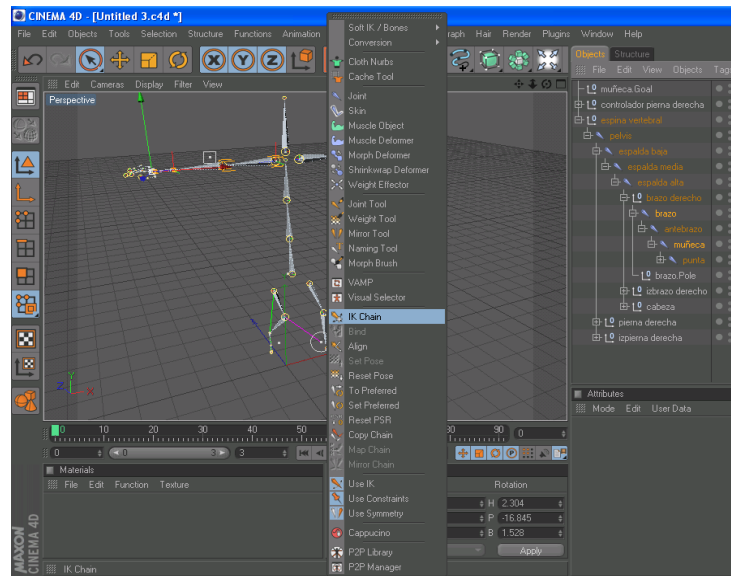 CINEMA 4D - [Untitled 3.c4d *]
File Edit Objects Tools Selection Structure Functions Animation raph Hair Render Plugins Window Help
Soft IK / Bones
Conversion
Cloth Nurbs
Cache Tool
Joint
Skin
Muscle Object
Muscle Deformer
Morph Deformer
Shrinkwrap Deformer
Weight Effector
Joint Tool
Weight Tool
Mirror Tool
Naming Tool
Morph Brush
VAMP
Visual Selector
IK Chain
Bind
Align
Set Pose
Reset Pose
To Preferred
Set Preferred
Reset PSR
Copy Chain
Map Chain
Mirror Chain
Use IK
Use Constraints
Use Symmetry
Cappucino
P2P Library
P2P Manager
X Y Z
Edit Cameras Display Filter View
Perspective
Y
Z X
Objects Structure
File Edit View Objects Tags
muñeca.Goal
controlador pierna derecha
espina vertebral
pelvis
espalda baja
espalda media
espalda alta
brazo derecho
brazo
antebrazo
muñeca
punta
brazo.Pole
izbrazo derecho
cabeza
pierna derecha
izpierna derecha
Attributes
Mode Edit User Data
0 10 20 30 40 50 80 90 0
0 0 3 3
Materials
File Edit Function Texture
Rotation
H 2.304
P -16.845
B 1.528
Apply
MAXON
CINEMA 4D
IK Chain